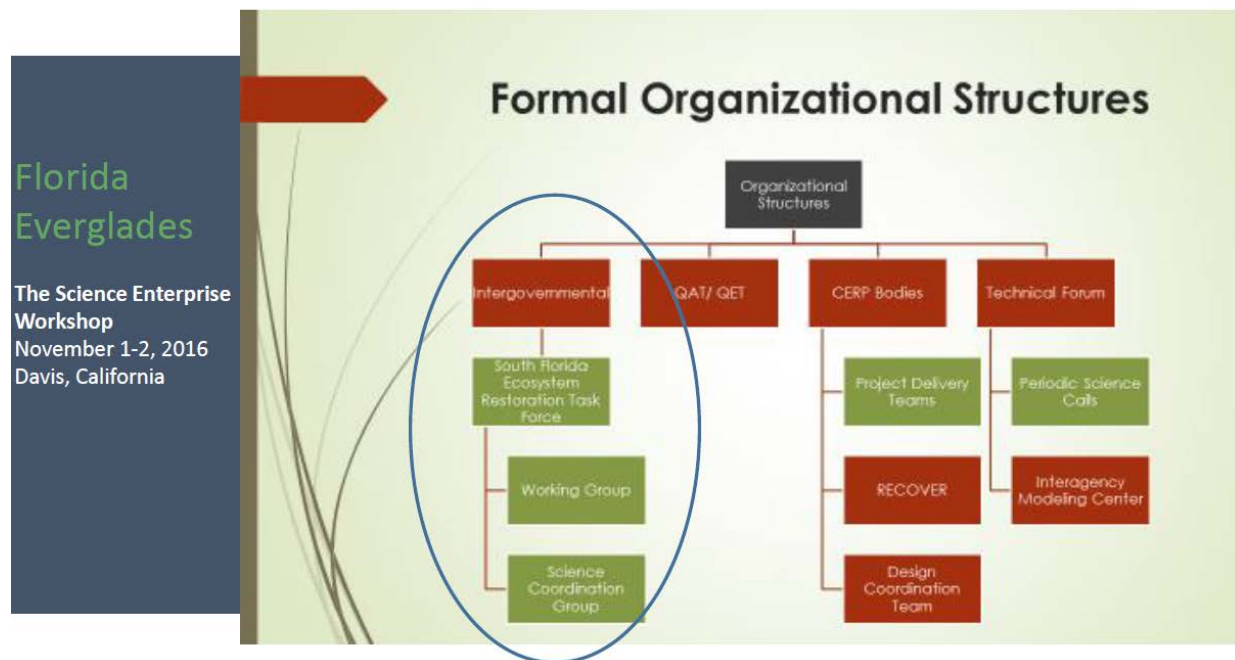 Florida
Everglades
The Science Enterprise
Workshop
November 1-2, 2016
Davis, California
Formal Organizational Structures
Organizational
Structures
Intergovernmental
QAT/ QET
CERP Bodies
Technical Forum
South Florida
Ecosystem
Restoration Task
Force
Working Group
Science
Coordination
Group
Project Delivery
Teams
RECOVER
Design
Coordination
Team
Periodic Science
Calls
Interagency
Modeling Center